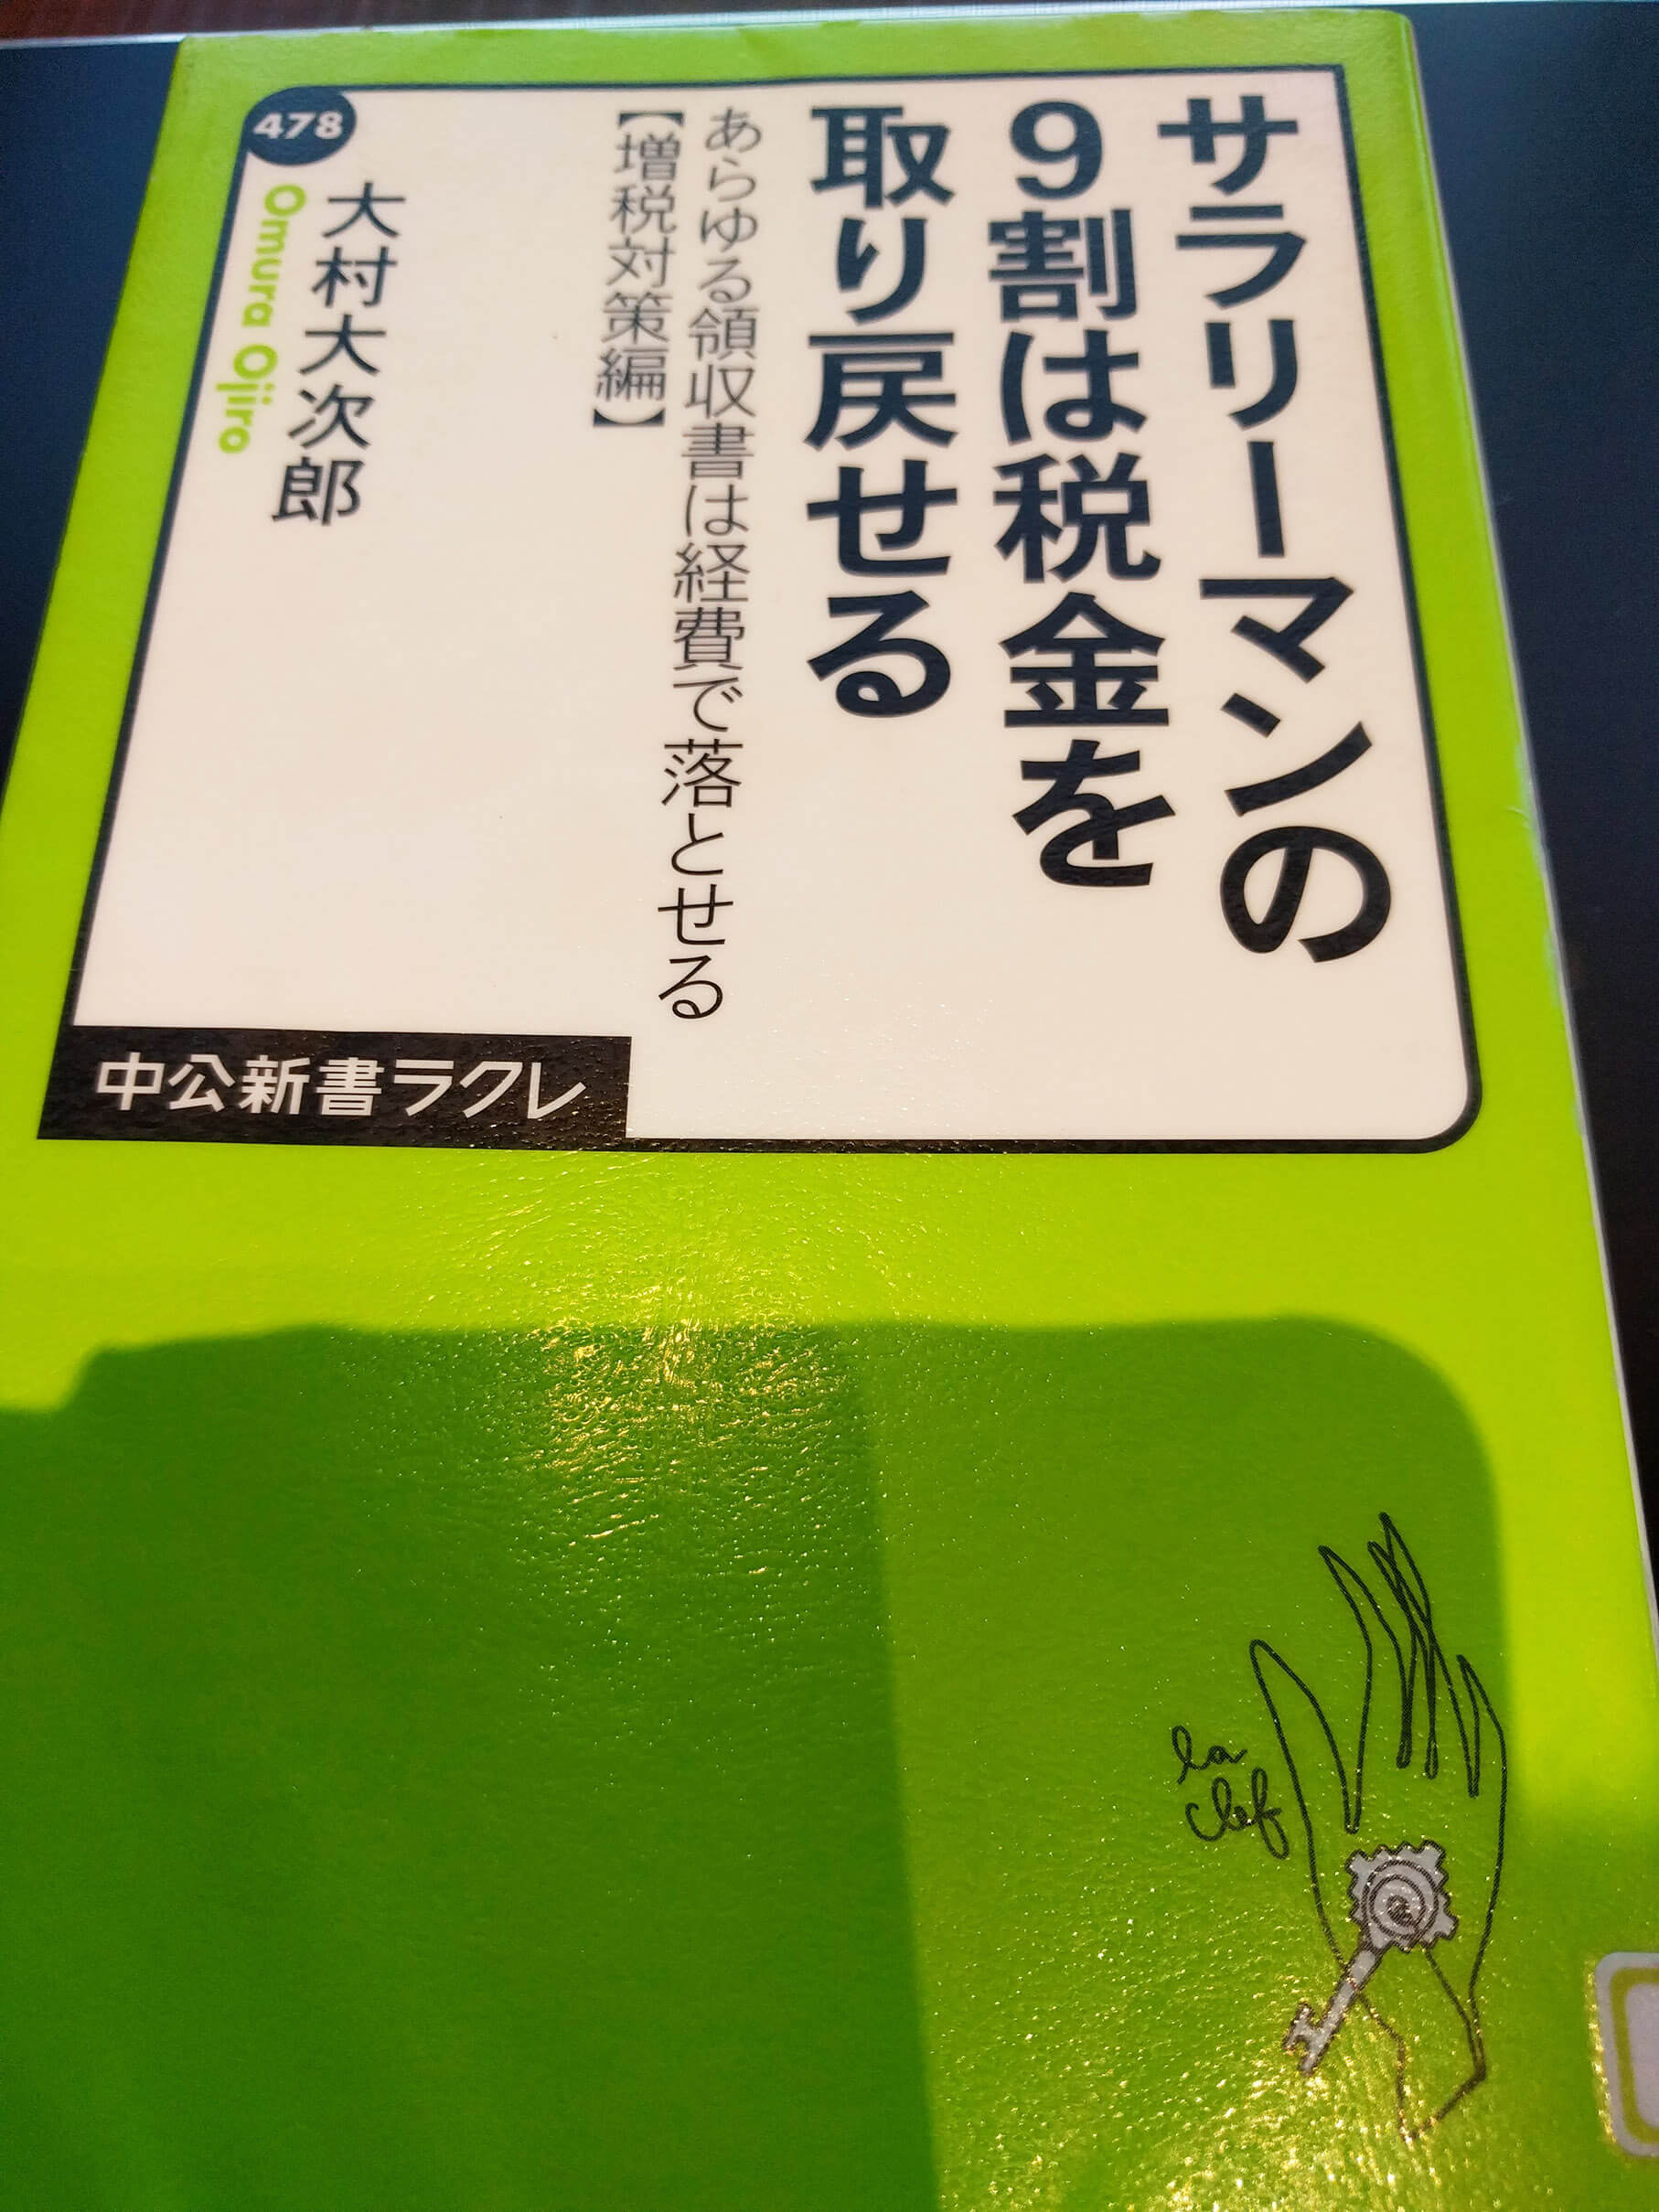 サラリーマンの
9割は税金を
取り戻せる
あらゆる領収書は経費で落とせる
【増税対策編】
478
大村大次郎
Omura Ojiro
中公新書ラクレ
la
clef